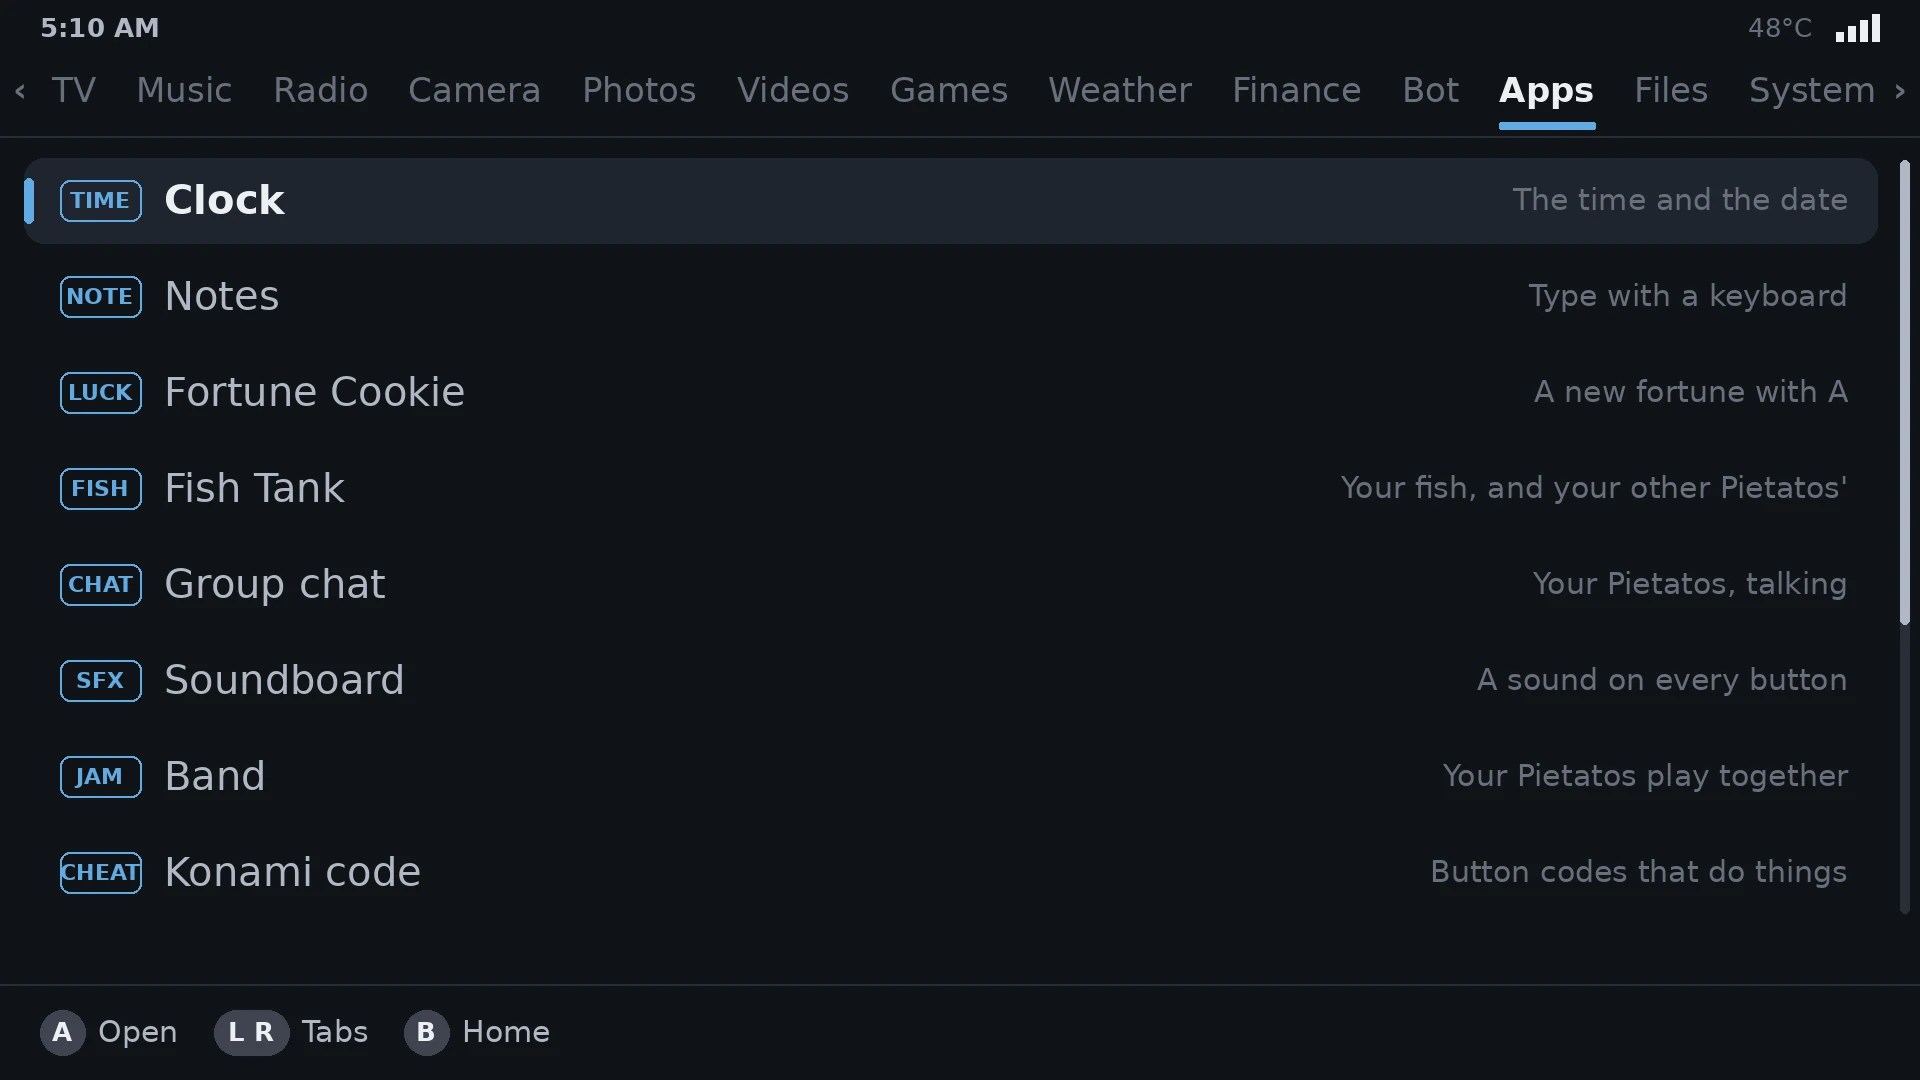 5:10 AM 48°C
‹ TV Music Radio Camera Photos Videos Games Weather Finance Bot Apps Files System ›
TIME Clock The time and the date
NOTE Notes Type with a keyboard
LUCK Fortune Cookie A new fortune with A
FISH Fish Tank Your fish, and your other Pietatos'
CHAT Group chat Your Pietatos, talking
SFX Soundboard A sound on every button
JAM Band Your Pietatos play together
CHEAT Konami code Button codes that do things
A Open L R Tabs B Home